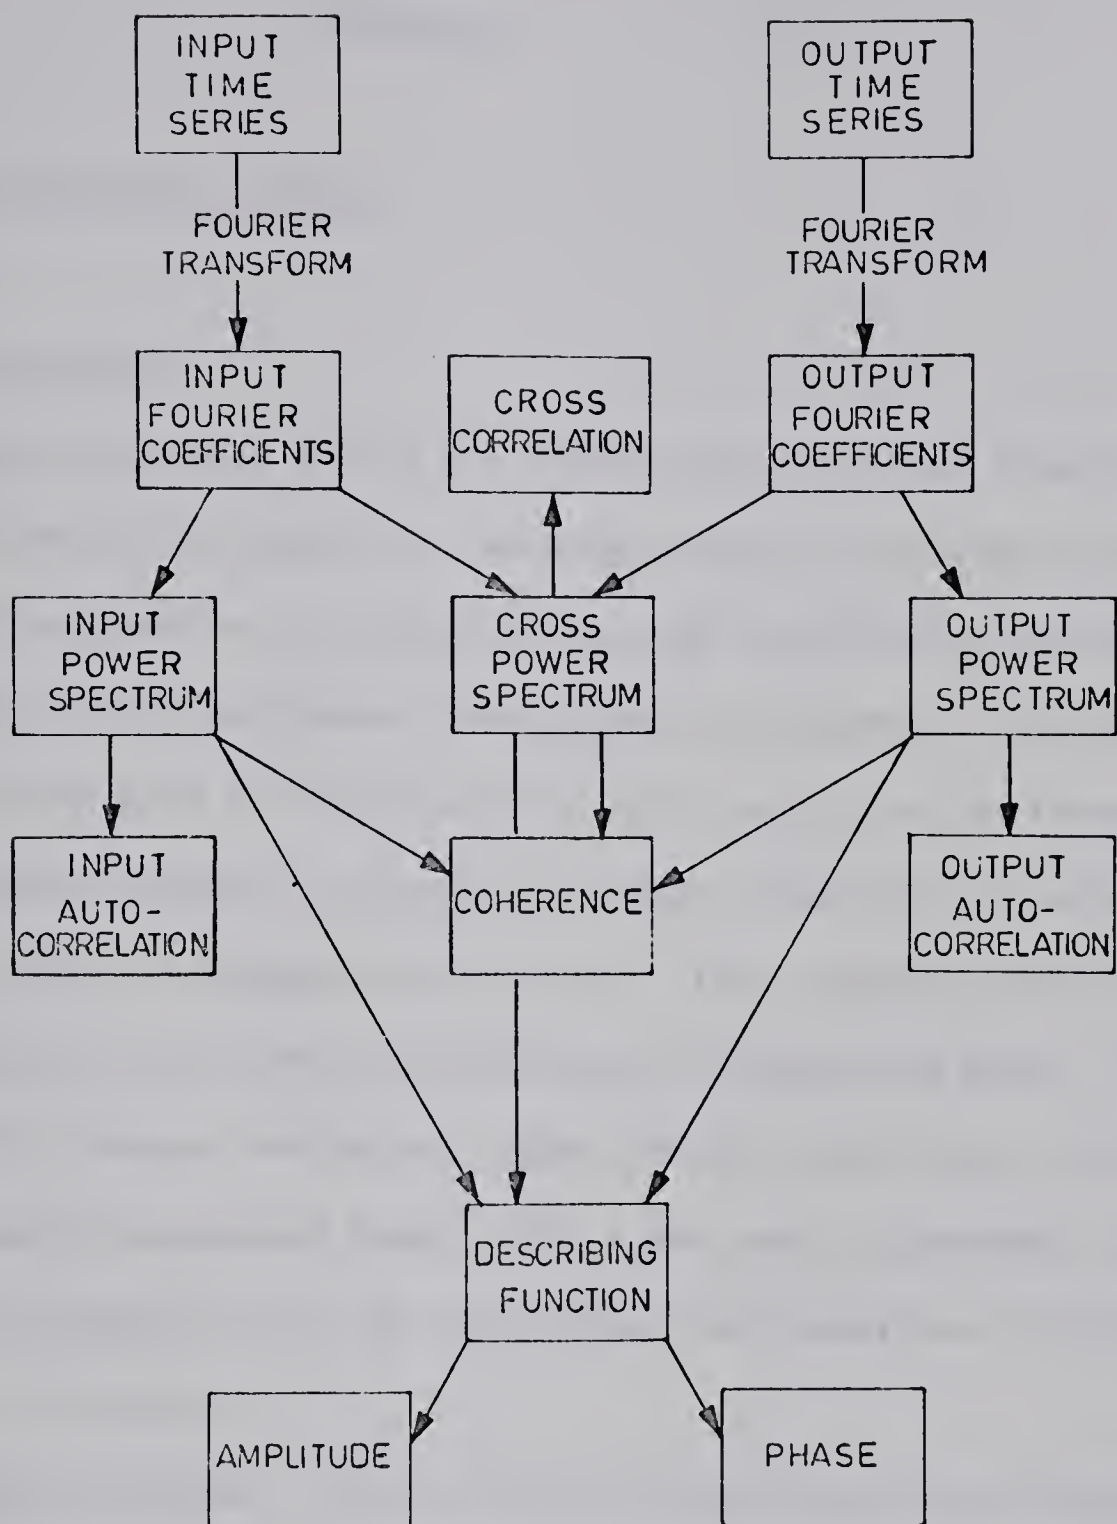 INPUT
TIME
SERIES
OUTPUT
TIME
SERIES
FOURIER
TRANSFORM
FOURIER
TRANSFORM
INPUT
FOURIER
COEFFICIENTS
CROSS
CORRELATION
OUTPUT
FOURIER
COEFFICIENTS
INPUT
POWER
SPECTRUM
CROSS
POWER
SPECTRUM
OUTPUT
POWER
SPECTRUM
INPUT
AUTO-
CORRELATION
COHERENCE
OUTPUT
AUTO-
CORRELATION
DESCRIBING
FUNCTION
AMPLITUDE
PHASE